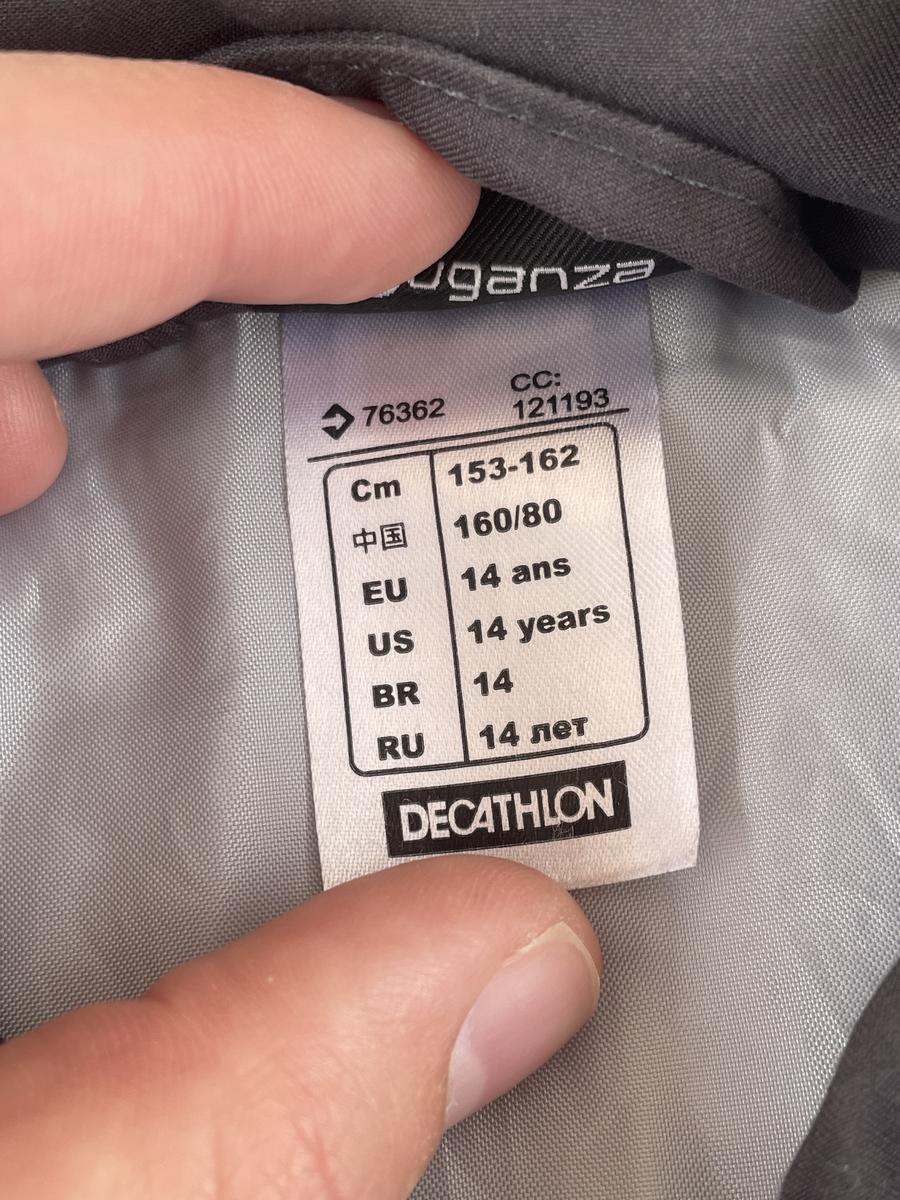 76362 CC: 121193
Cm 153-162
中国 160/80
EU 14 ans
US 14 years
BR 14
RU 14 лет
DECATHLON